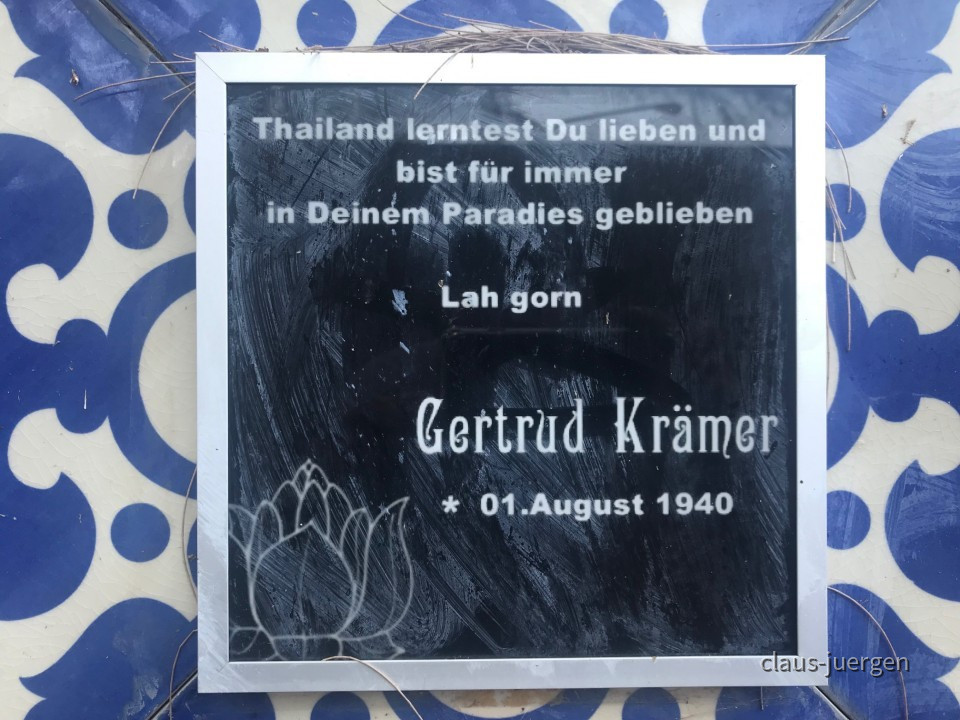 Thailand lerntest Du lieben und
bist für immer
in Deinem Paradies geblieben
Lah gorn
Gertrud Krämer
* 01.August 1940
claus-juergen